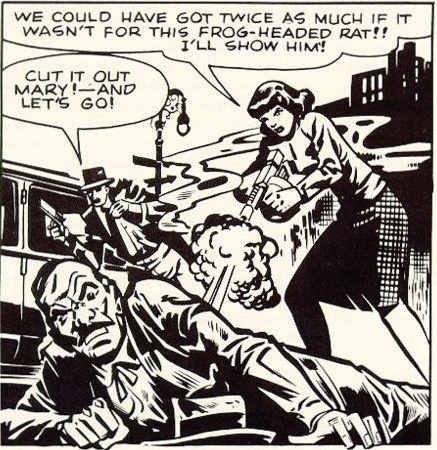 WE COULD HAVE GOT TWICE AS MUCH IF IT
WASN'T FOR THIS FROG-HEADED RAT!!
I'LL SHOW HIM!
CUT IT OUT
MARY!—AND
LET'S GO!